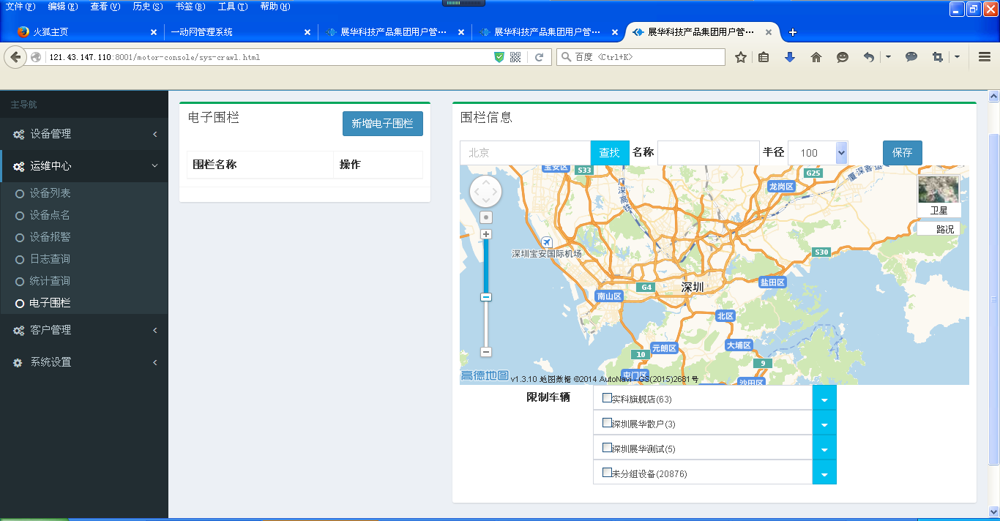 文件(F) 编辑(E) 查看(V) 历史(S) 书签(B) 工具(T) 帮助(H)
火狐主页 一动网管理系统 展华科技产品集团用户管··· 展华科技产品集团用户管··· 展华科技产品集团用户管···
121.43.147.110:8001/motor-console/sys-crawl.html 百度 <Ctrl+K>
主导航
设备管理
运维中心
设备列表
设备点名
设备报警
日志查询
统计查询
电子围栏
客户管理
系统设置
电子围栏 新增电子围栏
围栏名称 操作
围栏信息
北京 查找 名称 半径 100 保存
宝安区
S33
广深高铁
G25
厦深客运
龙岗区
卫星
路况
深圳宝安国际机场
S30
G4
深圳
盐田区
南山区
北区
元朗区
大埔区
10
9
屯门区
沙田区
高德地图 v1.3.10 地图数据 ©2014 AutoNavi - GS(2015)2681号
限制车辆
实科旗舰店(63)
深圳展华散户(3)
深圳展华测试(5)
未分组设备(20876)